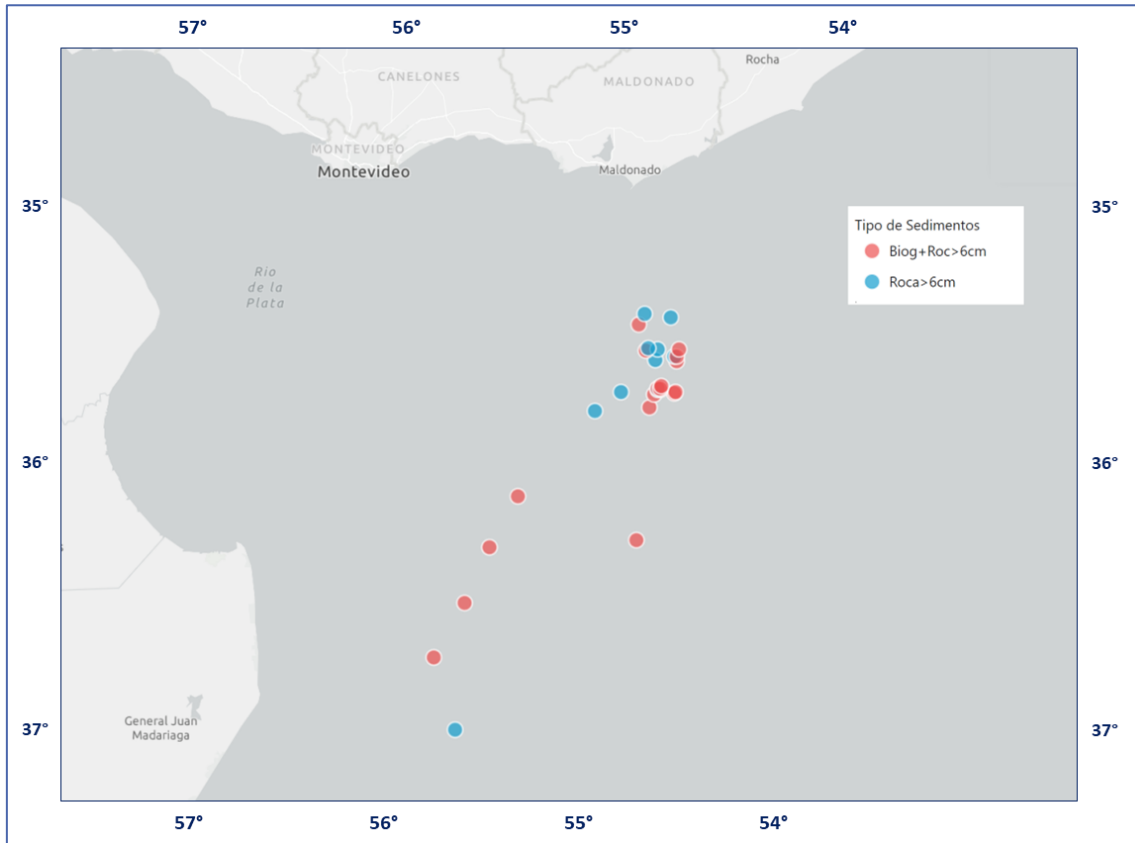 57° 56° 55° 54°
Rocha
CANELONES
MALDONADO
MONTEVIDEO
Montevideo
Maldonado
35° 35°
Tipo de Sedimentos
Biog+Roc>6cm
Roca>6cm
Río
de la
Plata
36° 36°
General Juan
Madariaga
37° 37°
57° 56° 55° 54°